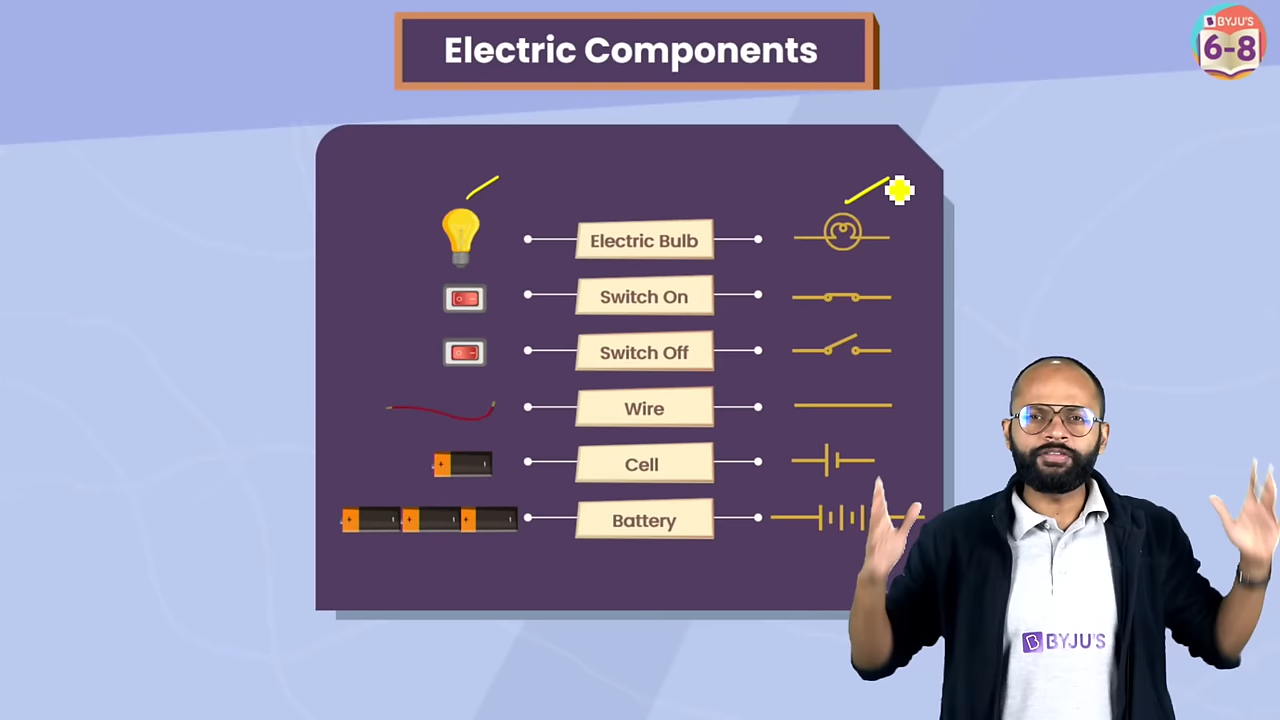 Electric Components
BYJU'S
6-8
Electric Bulb
Switch On
Switch Off
Wire
Cell
Battery
BYJU'S